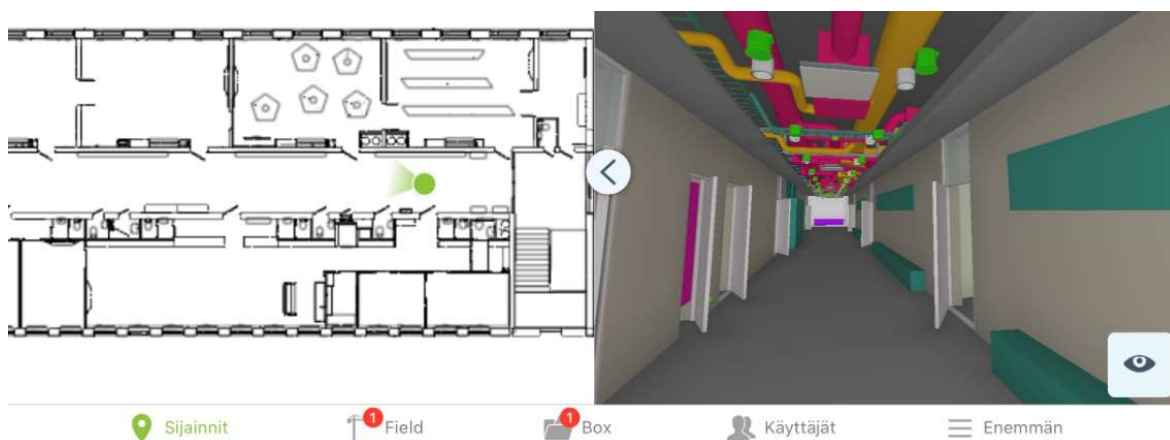 Sijainnit
1
Field
1
Box
Käyttäjät
Enemmän